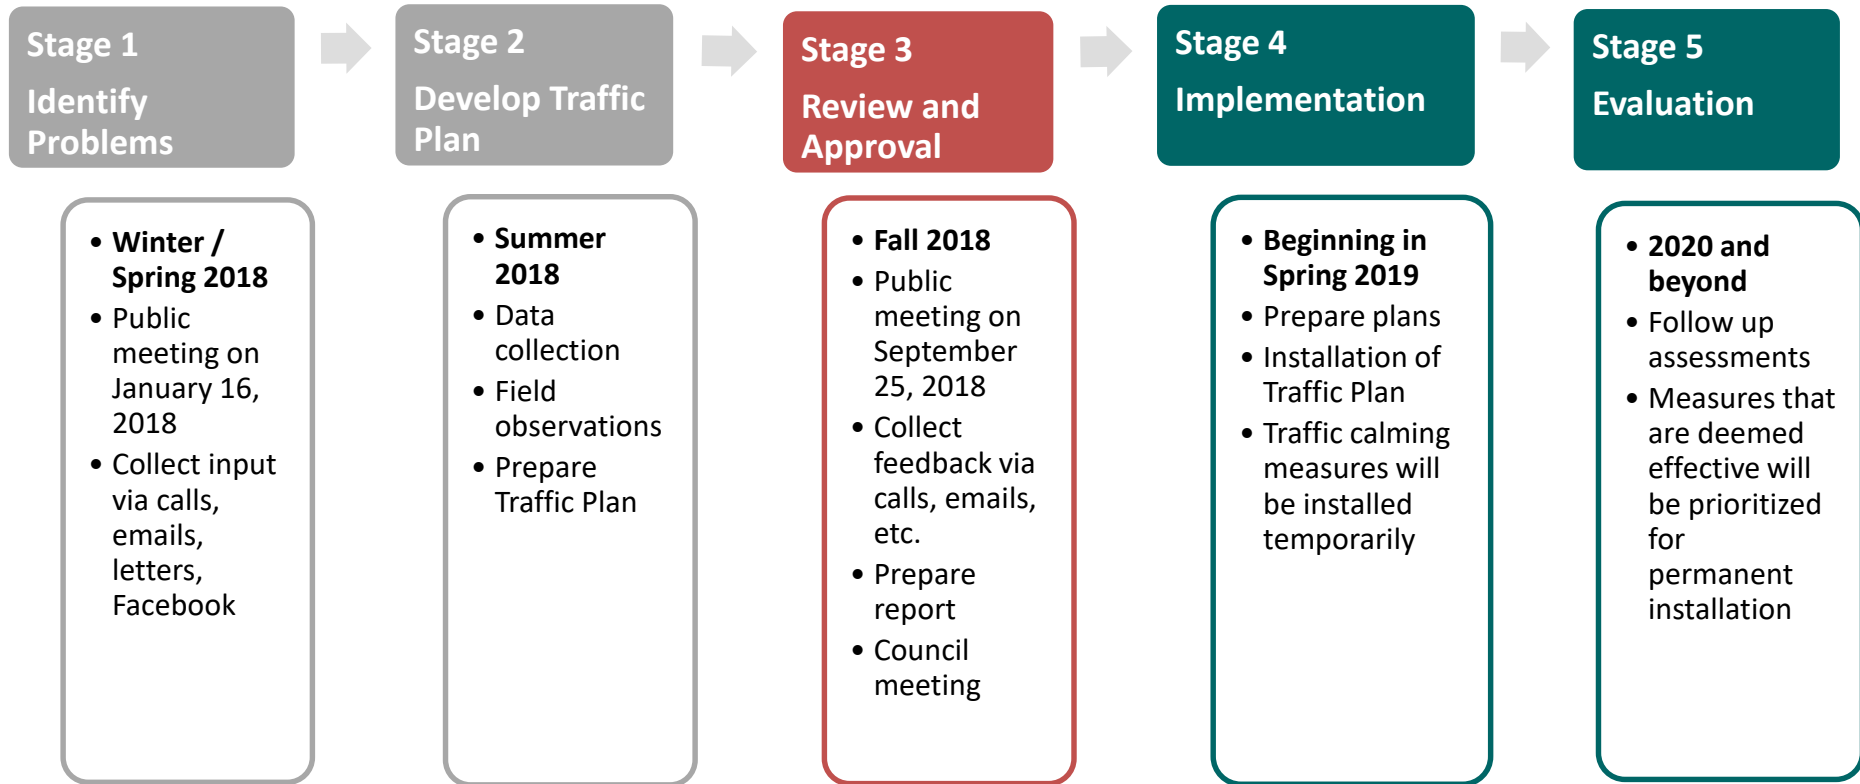 Stage 1
Identify
Problems
• Winter /
Spring 2018
• Public
meeting on
January 16,
2018
• Collect input
via calls,
emails,
letters,
Facebook
Stage 2
Develop Traffic
Plan
• Summer
2018
• Data
collection
• Field
observations
• Prepare
Traffic Plan
Stage 3
Review and
Approval
• Fall 2018
• Public
meeting on
September
25, 2018
• Collect
feedback via
calls, emails,
etc.
• Prepare
report
• Council
meeting
Stage 4
Implementation
• Beginning in
Spring 2019
• Prepare plans
• Installation of
Traffic Plan
• Traffic calming
measures will
be installed
temporarily
Stage 5
Evaluation
• 2020 and
beyond
• Follow up
assessments
• Measures that
are deemed
effective will
be prioritized
for
permanent
installation